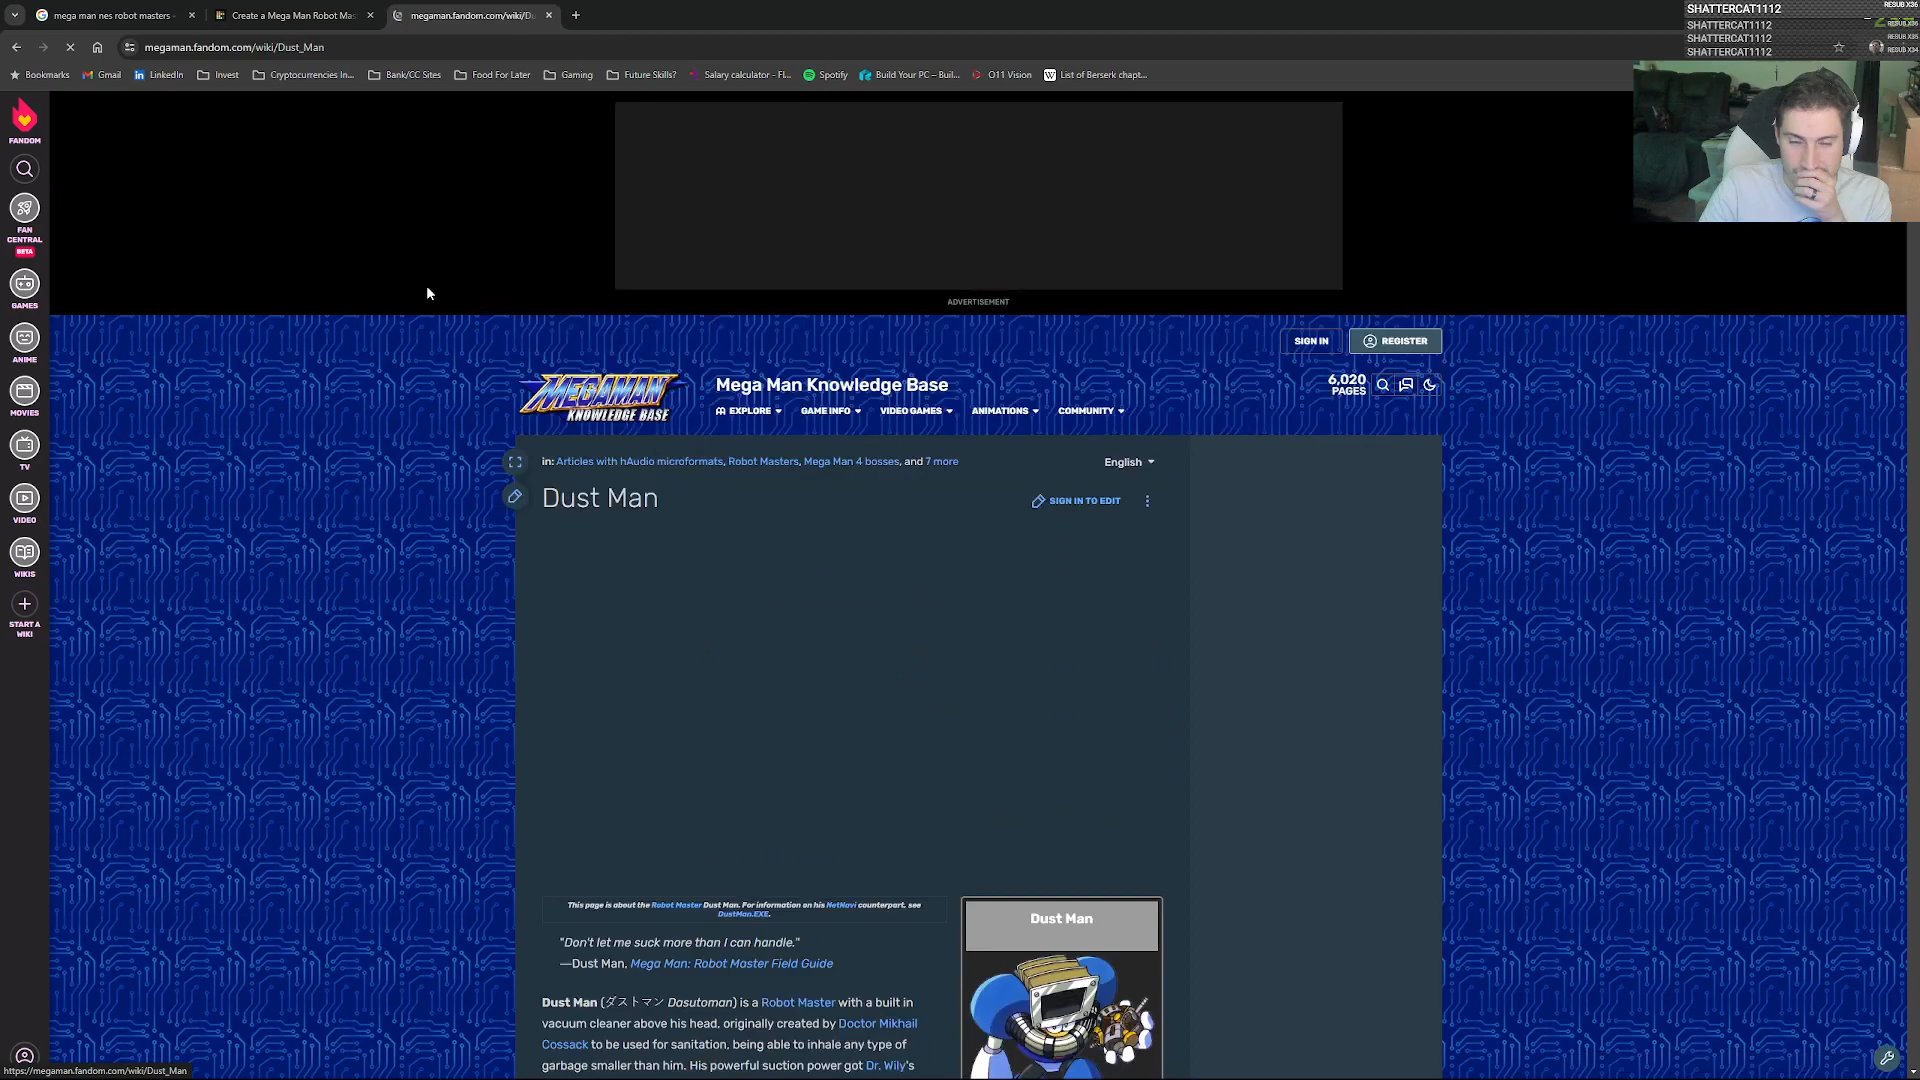 mega man nes robot masters -
Create a Mega Man Robot Mas
megaman.fandom.com/wiki/Du
SHATTERCAT1112
RESUB X36
SHATTERCAT1112
RESUB X36
SHATTERCAT1112
RESUB X35
SHATTERCAT1112
RESUB X34
megaman.fandom.com/wiki/Dust_Man
Bookmarks
Gmail
LinkedIn
Invest
Cryptocurrencies In...
Bank/CC Sites
Food For Later
Gaming
Future Skills?
Salary calculator - Fl...
Spotify
Build Your PC – Buil...
O11 Vision
List of Berserk chapt...
FANDOM
FAN
CENTRAL
BETA
GAMES
ANIME
MOVIES
TV
VIDEO
WIKIS
START A
WIKI
ADVERTISEMENT
SIGN IN
REGISTER
MEGAMAN
KNOWLEDGE BASE
Mega Man Knowledge Base
6,020
PAGES
EXPLORE
GAME INFO
VIDEO GAMES
ANIMATIONS
COMMUNITY
in: Articles with hAudio microformats, Robot Masters, Mega Man 4 bosses, and 7 more
English
Dust Man
SIGN IN TO EDIT
This page is about the Robot Master Dust Man. For information on his NetNavi counterpart, see
DustMan.EXE.
"Don't let me suck more than I can handle."
—Dust Man, Mega Man: Robot Master Field Guide
Dust Man (ダストマン Dasutoman) is a Robot Master with a built in
vacuum cleaner above his head, originally created by Doctor Mikhail
Cossack to be used for sanitation, being able to inhale any type of
garbage smaller than him. His powerful suction power got Dr. Wily's
Dust Man
https://megaman.fandom.com/wiki/Dust_Man